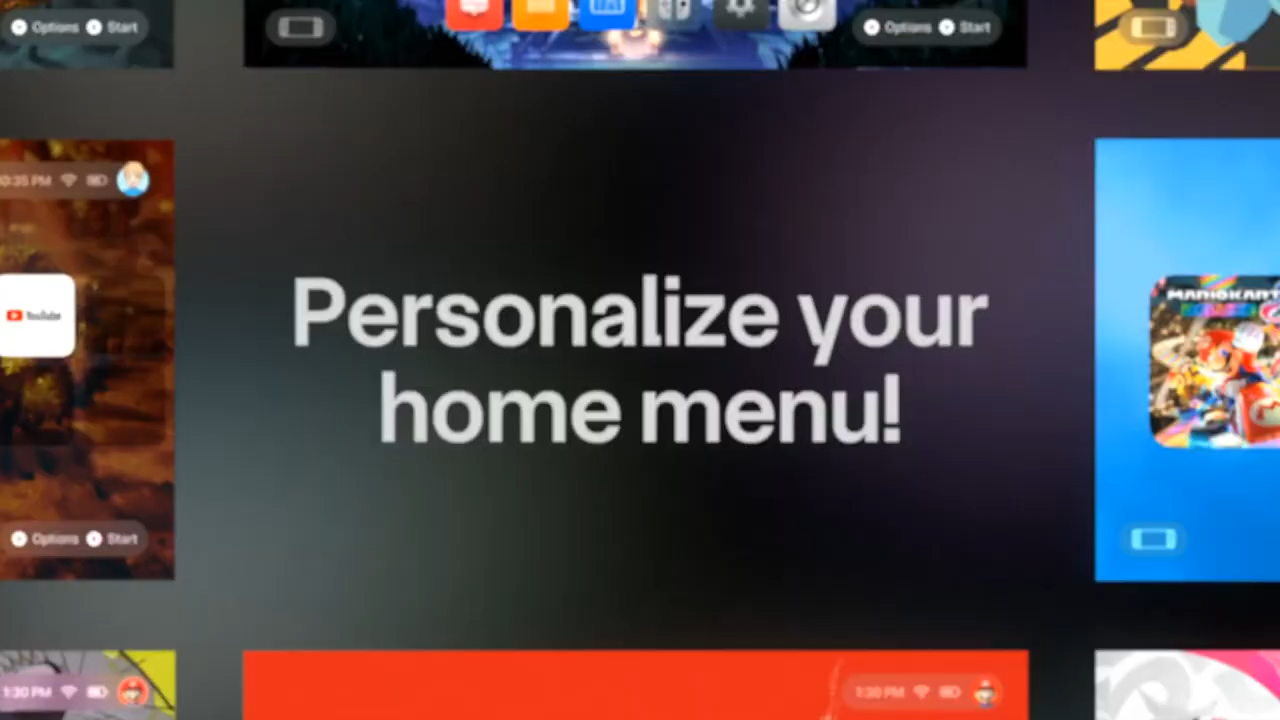 Options Start
Options Start
10:35 PM
YouTube
Personalize your
home menu!
MARIOKART
Options Start
1:30 PM
1:30 PM